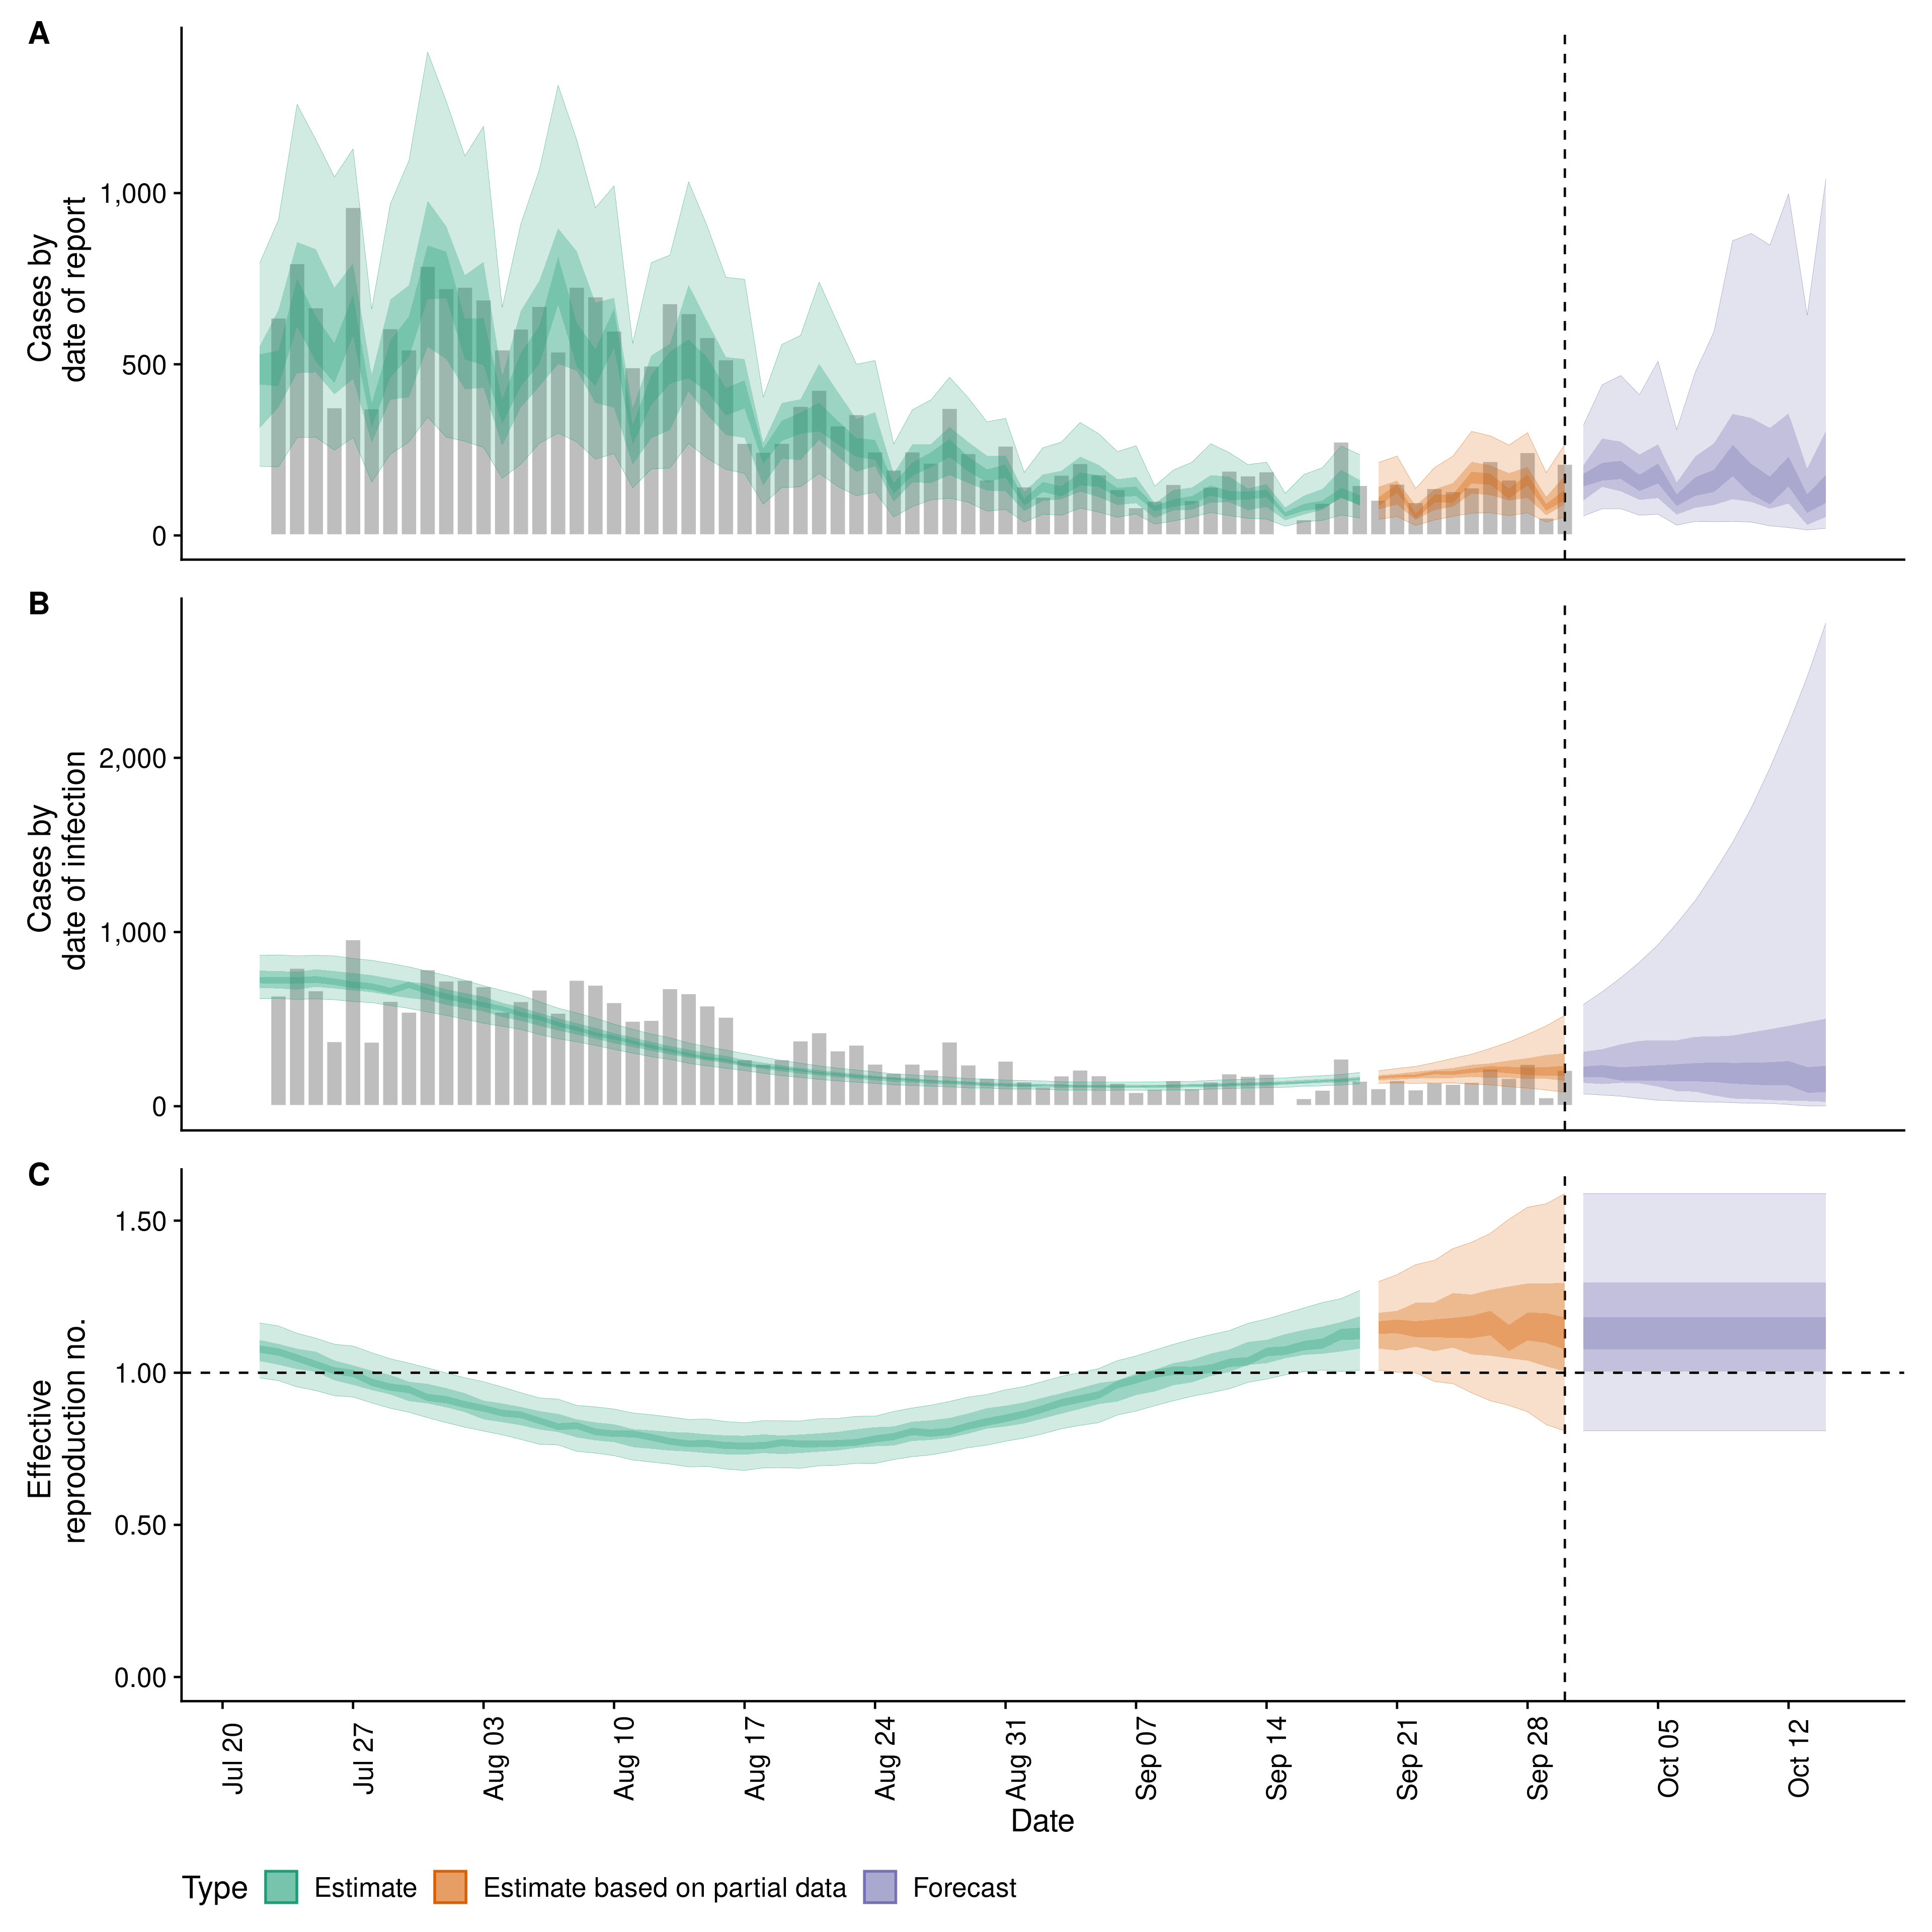 A
Cases by
date of report
1,000
500
0
B
Cases by
date of infection
2,000
1,000
0
C
Effective
reproduction no.
1.50
1.00
0.50
0.00
Jul 20
Jul 27
Aug 03
Aug 10
Aug 17
Aug 24
Aug 31
Sep 07
Sep 14
Sep 21
Sep 28
Oct 05
Oct 12
Date
Type Estimate Estimate based on partial data Forecast